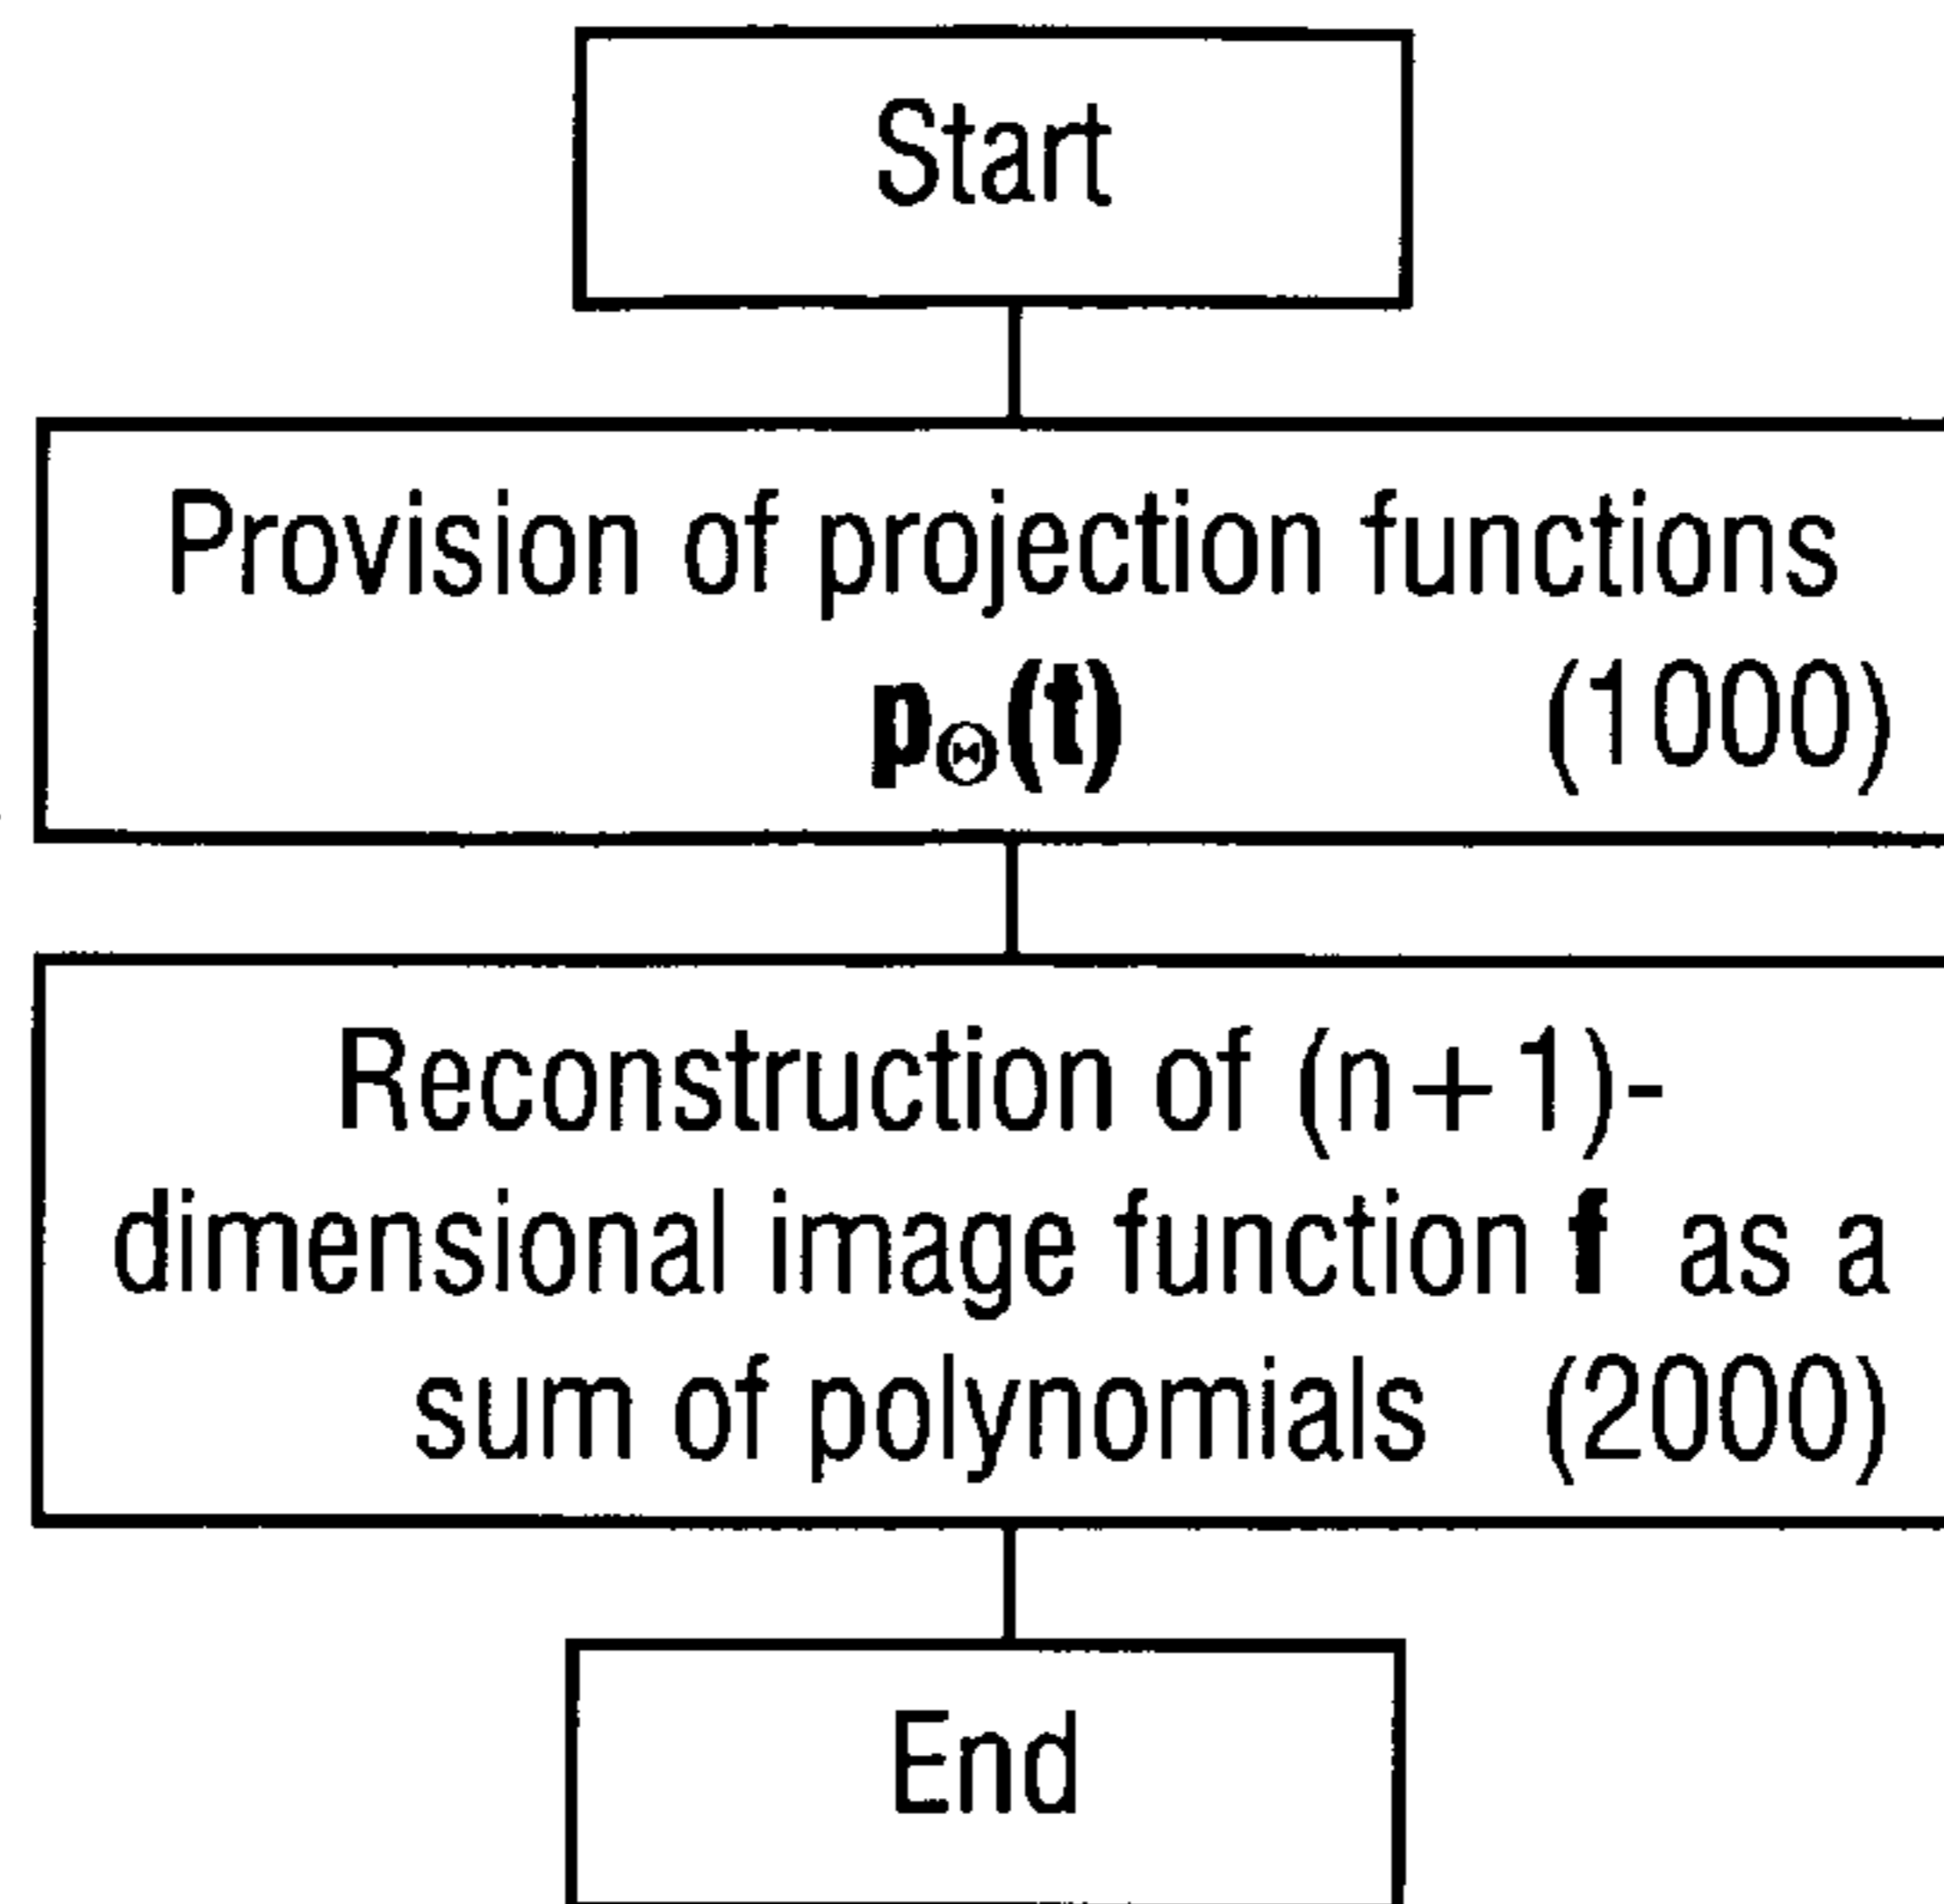 Start
Provision of projection functions
pΘ(t) (1000)
Reconstruction of (n+1)-
dimensional image function f as a
sum of polynomials (2000)
End